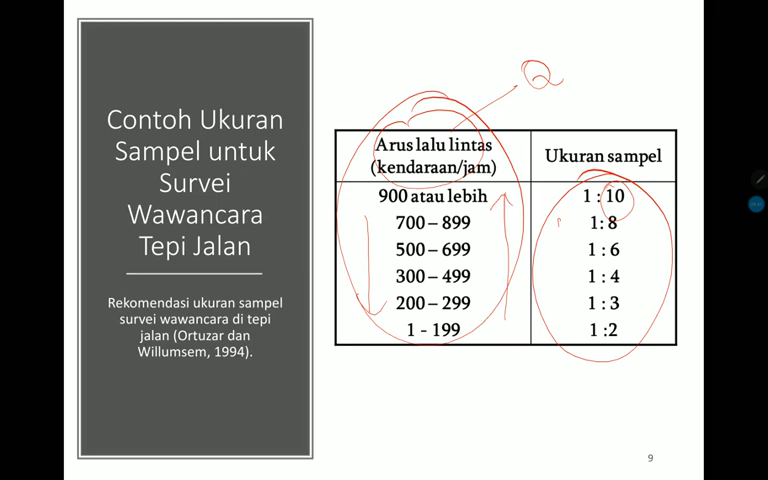 Contoh Ukuran
Sampel untuk
Survei
Wawancara
Tepi Jalan
Rekomendasi ukuran sampel
survei wawancara di tepi
jalan (Ortuzar dan
Willumsem, 1994).
Q
Arus lalu lintas
(kendaraan/jam)
Ukuran sampel
900 atau lebih 1 : 10
700 – 899 1: 8
500 – 699 1 : 6
300 – 499 1 : 4
200 – 299 1 : 3
1 - 199 1 :2
9